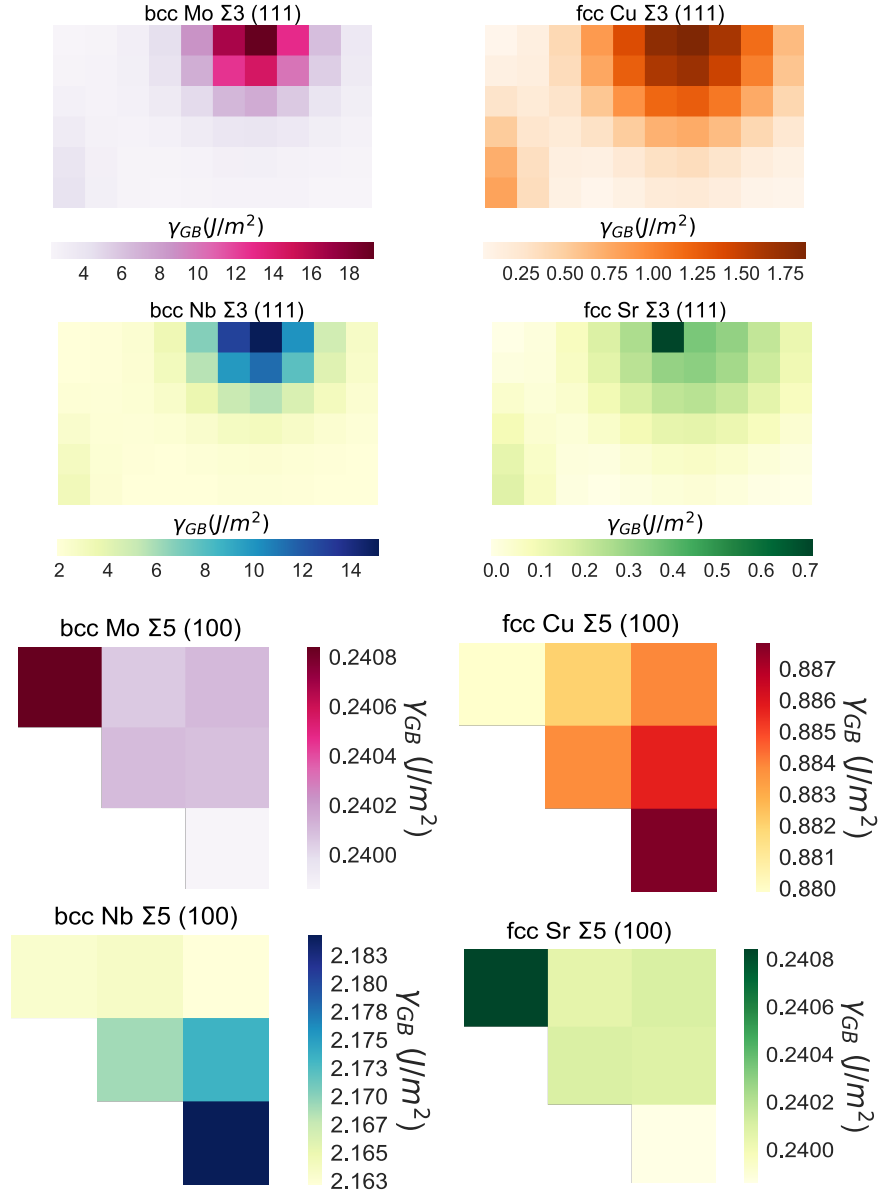 bcc Mo Σ3 (111)
γGB(J/m²)
4 6 8 10 12 14 16 18
fcc Cu Σ3 (111)
γGB(J/m²)
0.25 0.50 0.75 1.00 1.25 1.50 1.75
bcc Nb Σ3 (111)
γGB(J/m²)
2 4 6 8 10 12 14
fcc Sr Σ3 (111)
γGB(J/m²)
0.0 0.1 0.2 0.3 0.4 0.5 0.6 0.7
bcc Mo Σ5 (100)
0.2408
0.2406
0.2404
0.2402
0.2400
γGB (J/m²)
fcc Cu Σ5 (100)
0.887
0.886
0.885
0.884
0.883
0.882
0.881
0.880
γGB (J/m²)
bcc Nb Σ5 (100)
2.183
2.180
2.178
2.175
2.173
2.170
2.167
2.165
2.163
γGB (J/m²)
fcc Sr Σ5 (100)
0.2408
0.2406
0.2404
0.2402
0.2400
γGB (J/m²)